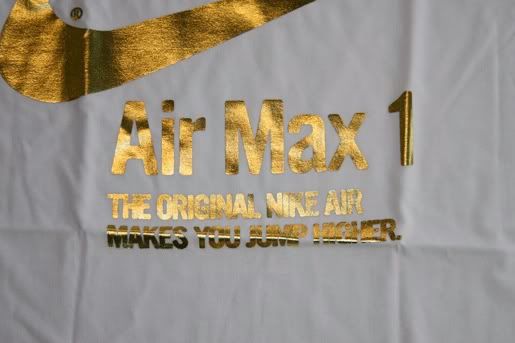 ®
Air Max 1
THE ORIGINAL NIKE AIR
MAKES YOU JUMP HIGHER.